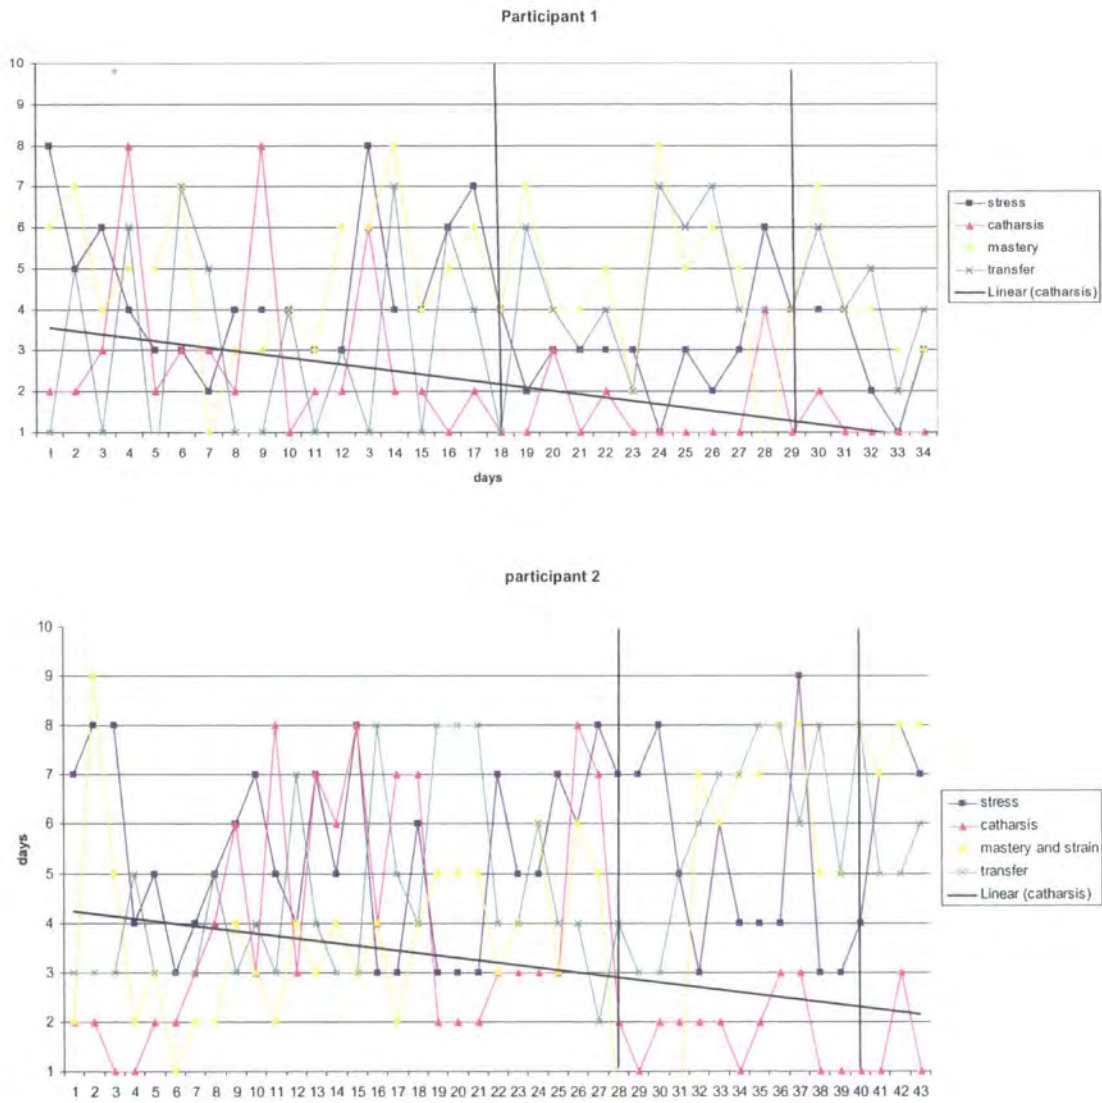 Participant 1
10
9
8
7
6
5
4
3
2
1
1 2 3 4 5 6 7 8 9 10 11 12 3 14 15 16 17 18 19 20 21 22 23 24 25 26 27 28 29 30 31 32 33 34
days
stress
catharsis
mastery
transfer
Linear (catharsis)
participant 2
days
10
9
8
7
6
5
4
3
2
1
1 2 3 4 5 6 7 8 9 10 11 12 13 14 15 16 17 18 19 20 21 22 23 24 25 26 27 28 29 30 31 32 33 34 35 36 37 38 39 40 41 42 43
stress
catharsis
mastery and strain
transfer
Linear (catharsis)